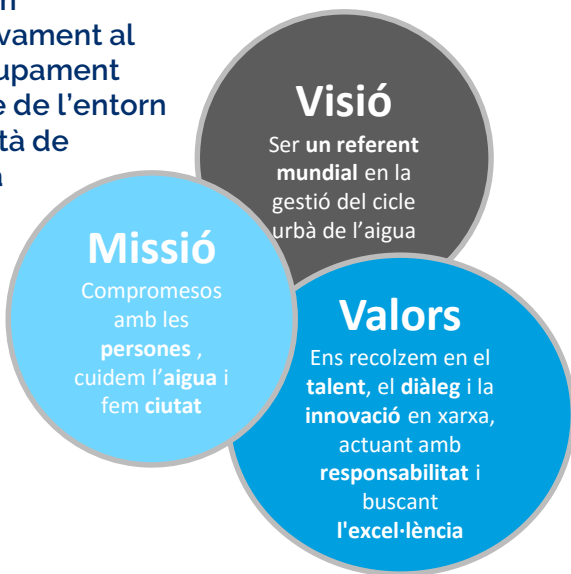 vament al
upament
e de l'entorn
tà de
Visió
Ser un referent
mundial en la
gestió del cicle
urbà de l'aigua
Missió
Compromesos
amb les
persones ,
cuidem l'aigua i
fem ciutat
Valors
Ens recolzem en el
talent, el diàleg i la
innovació en xarxa,
actuant amb
responsabilitat i
buscant
l'excel·lència